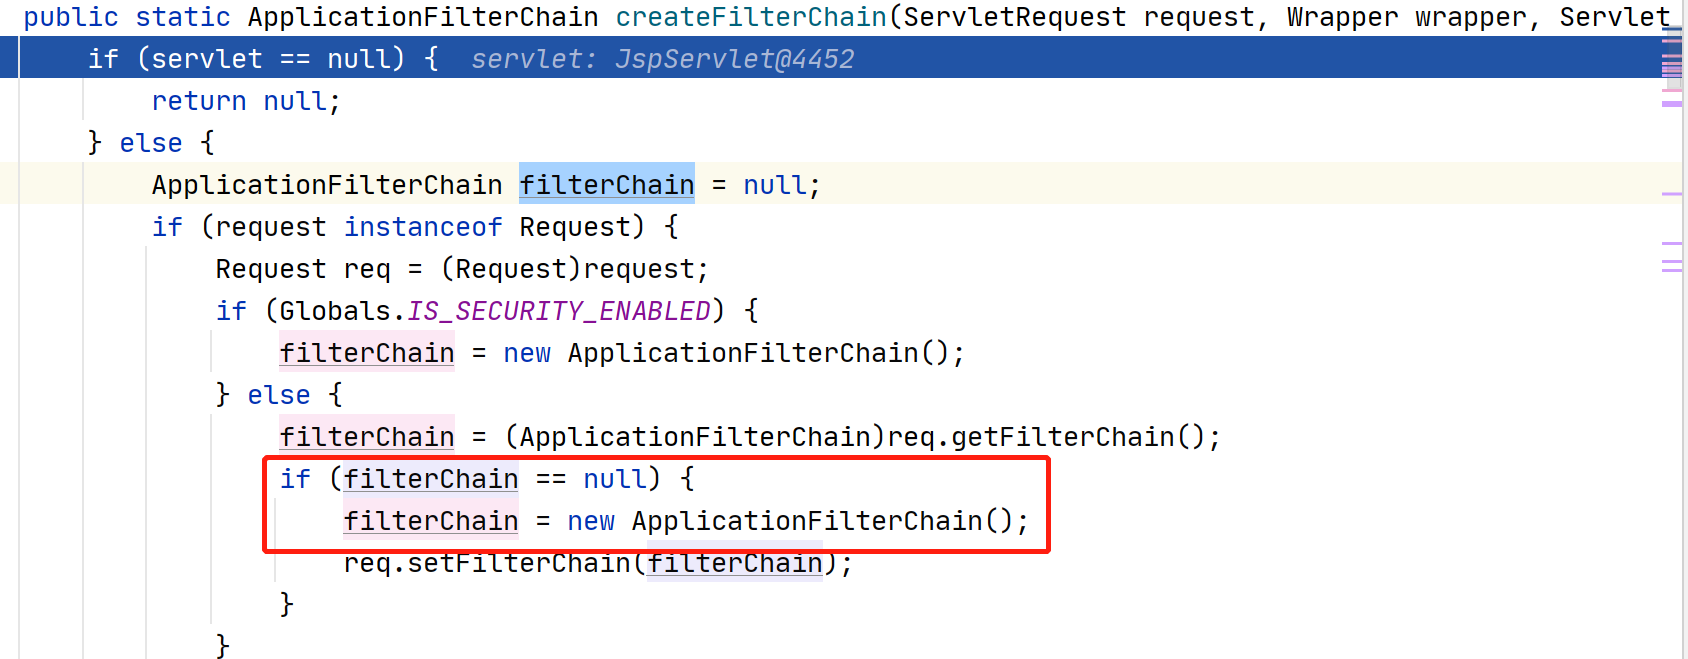 public static ApplicationFilterChain createFilterChain(ServletRequest request, Wrapper wrapper, Servlet
if (servlet == null) { servlet: JspServlet@4452
return null;
} else {
ApplicationFilterChain filterChain = null;
if (request instanceof Request) {
Request req = (Request)request;
if (Globals.IS_SECURITY_ENABLED) {
filterChain = new ApplicationFilterChain();
} else {
filterChain = (ApplicationFilterChain)req.getFilterChain();
if (filterChain == null) {
filterChain = new ApplicationFilterChain();
req.setFilterChain(filterChain);
}
}